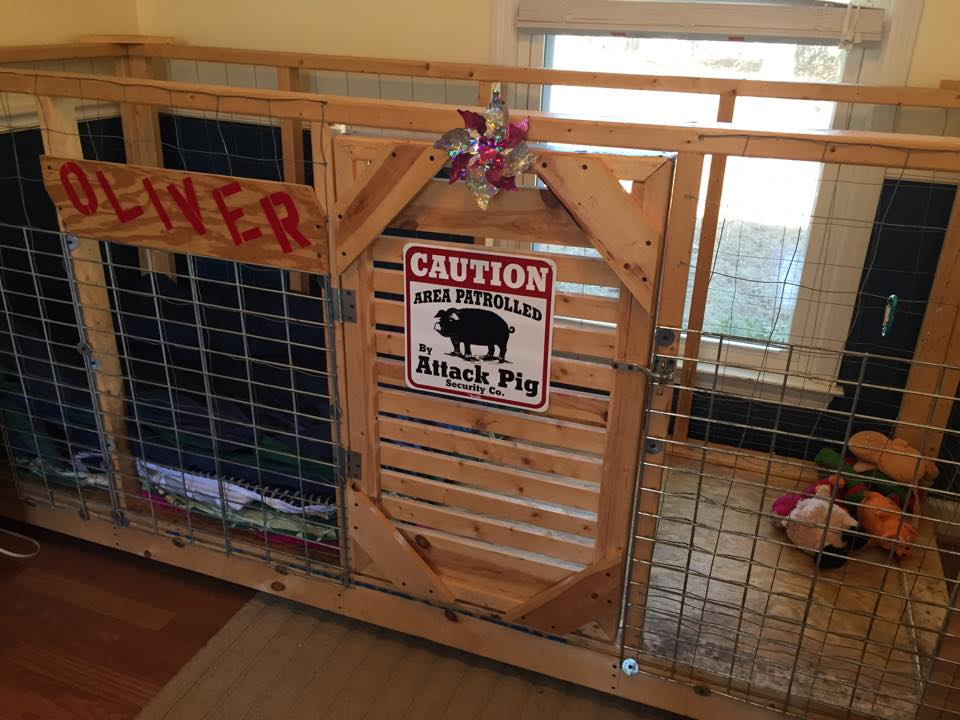 OLIVER
CAUTION
AREA PATROLLED
By
Attack Pig
Security Co.